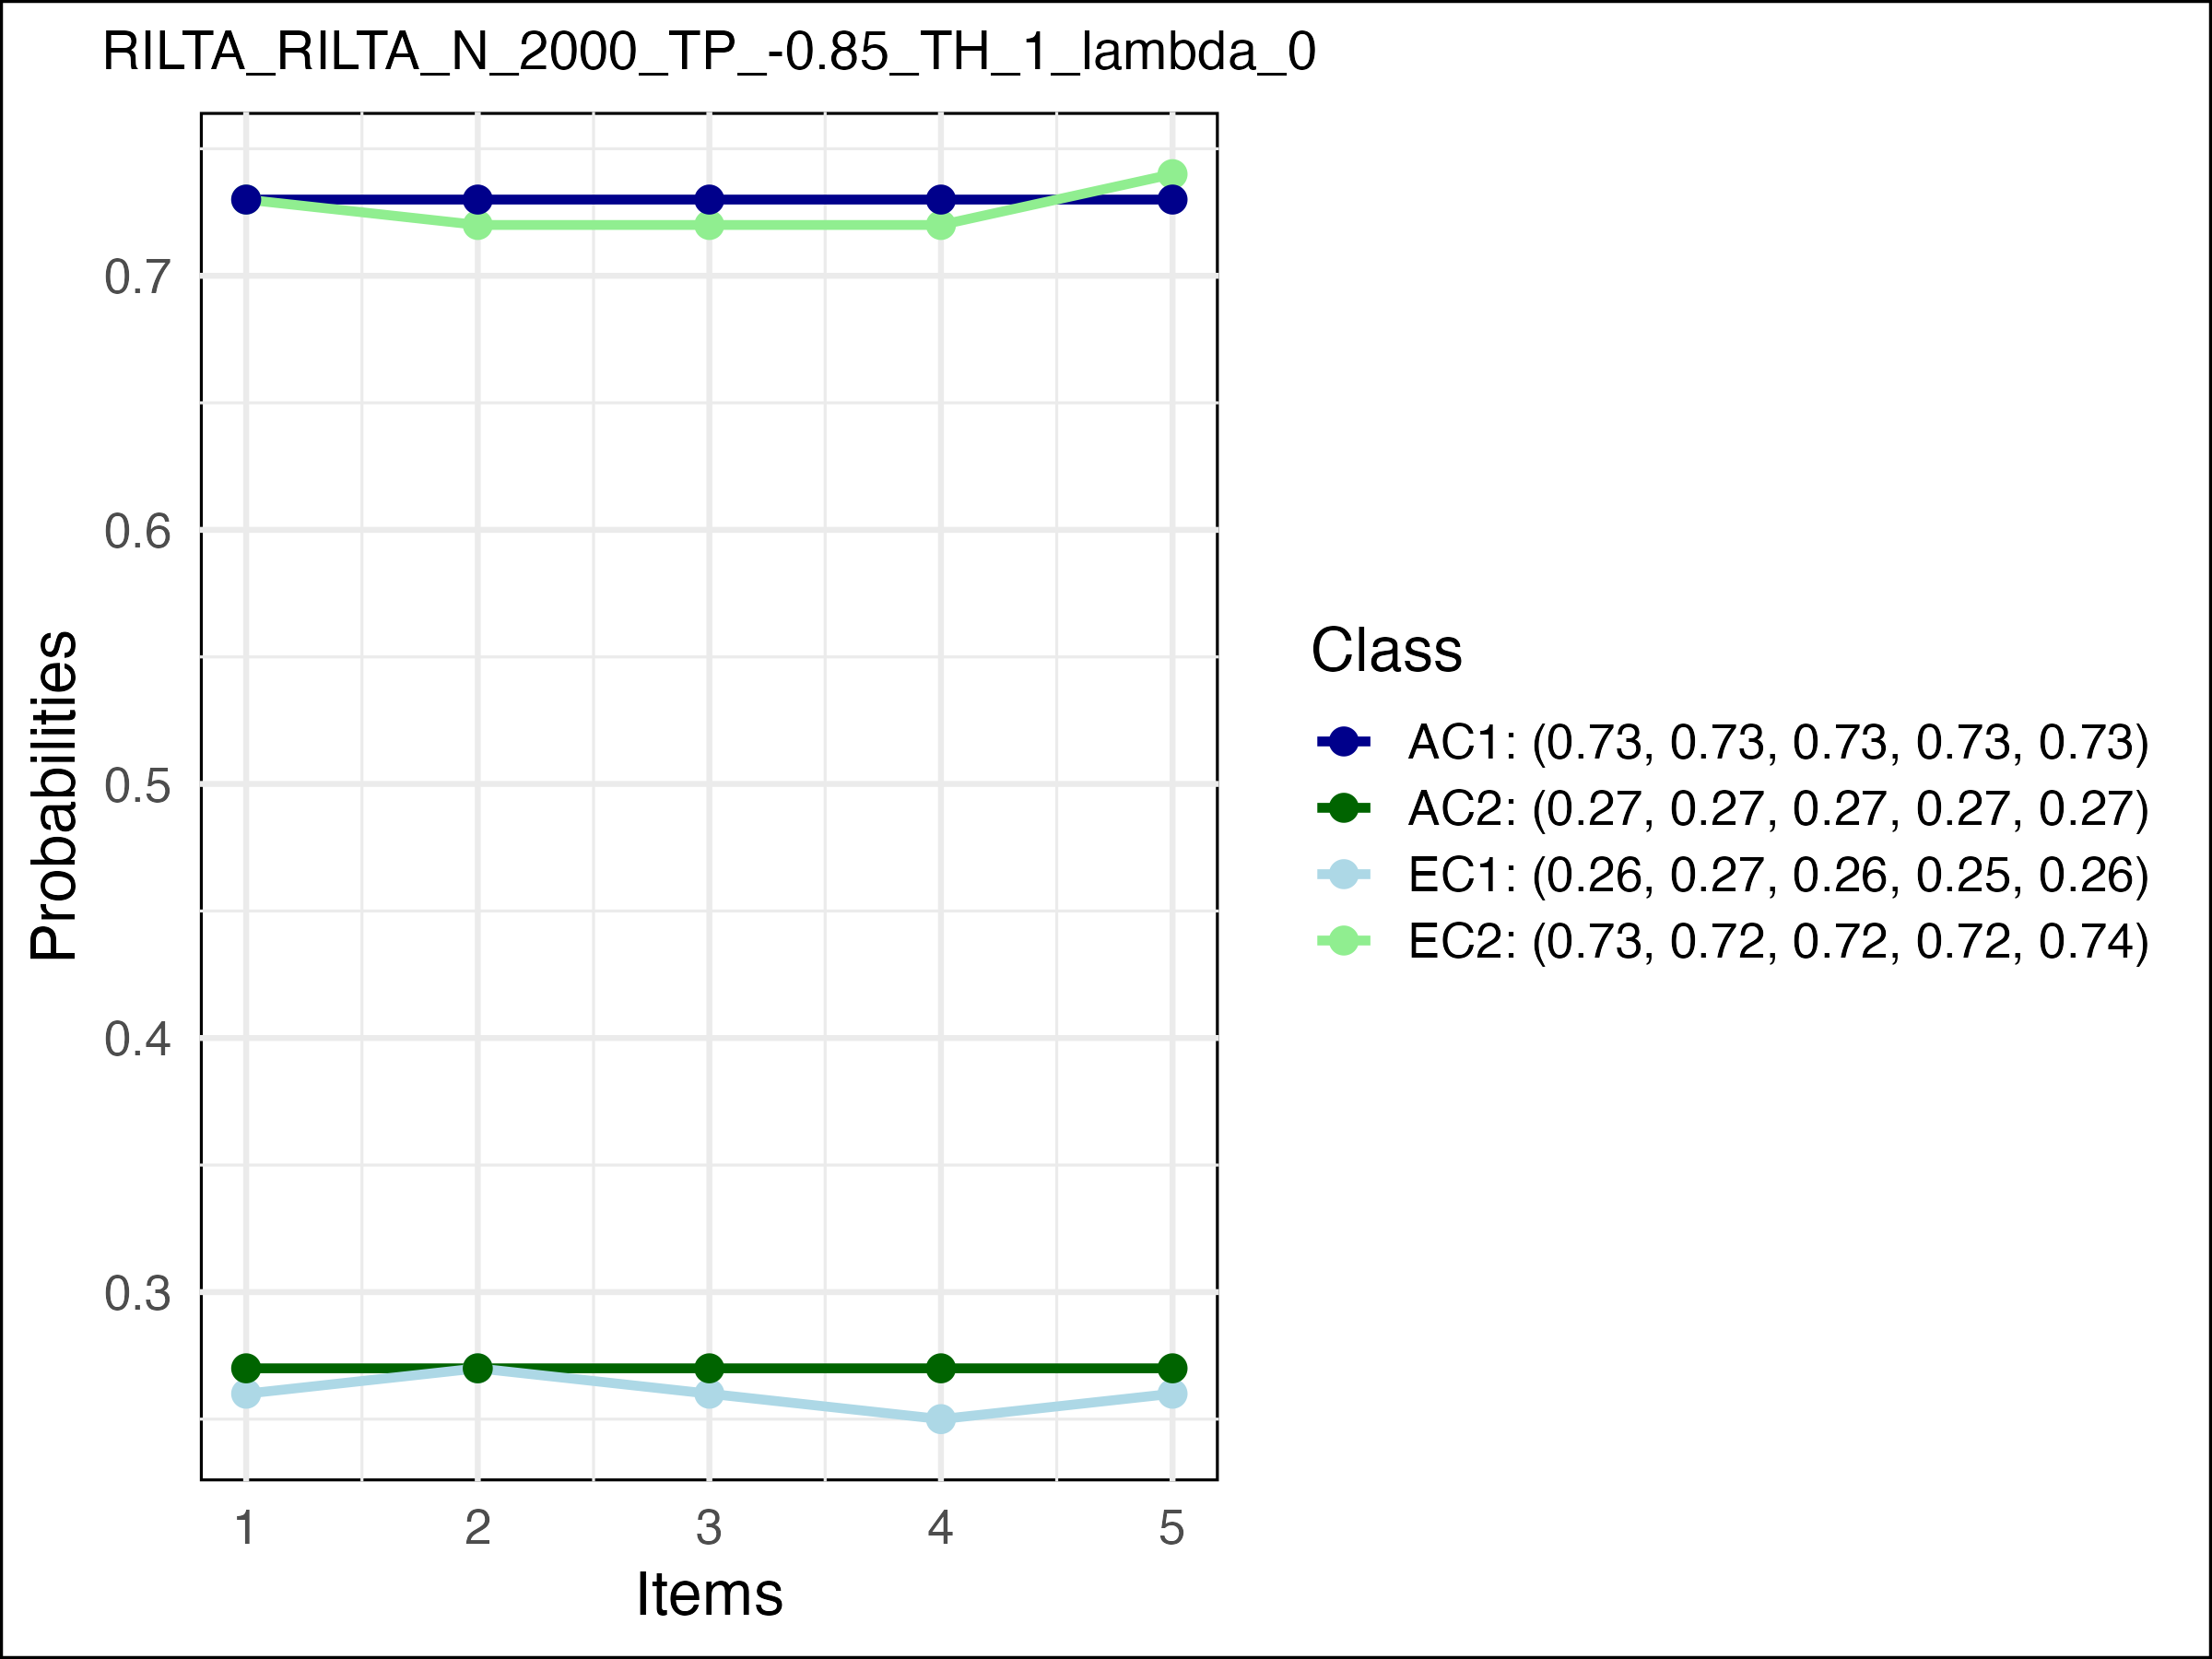 RILTA_RILTA_N_2000_TP_-0.85_TH_1_lambda_0
Probabilities
0.7
0.6
0.5
0.4
0.3
1 2 3 4 5
Items
Class
AC1: (0.73, 0.73, 0.73, 0.73, 0.73)
AC2: (0.27, 0.27, 0.27, 0.27, 0.27)
EC1: (0.26, 0.27, 0.26, 0.25, 0.26)
EC2: (0.73, 0.72, 0.72, 0.72, 0.74)